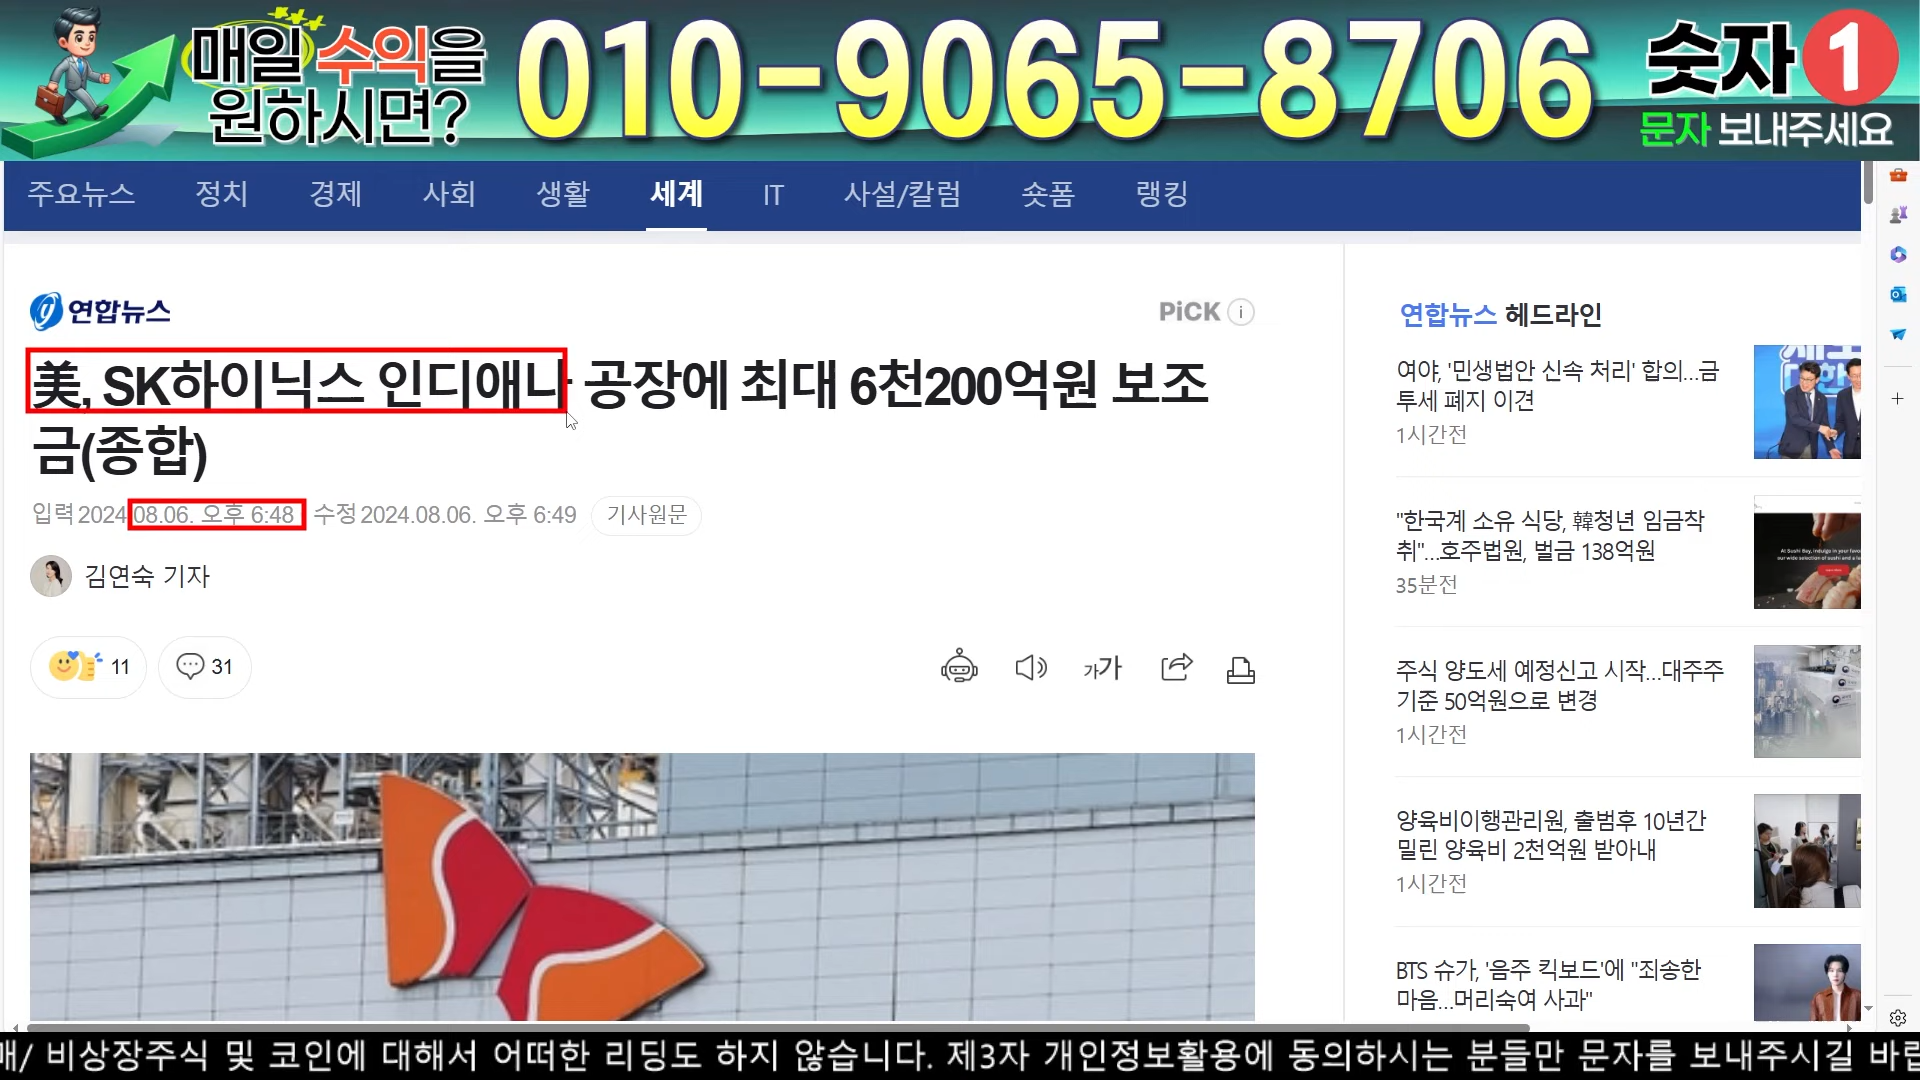 매일 수익을
원하시면?
010-9065-8706
숫자 1
문자 보내주세요
주요뉴스 정치 경제 사회 생활 세계 IT 사설/칼럼 숏폼 랭킹
연합뉴스
PiCK
美, SK하이닉스 인디애나 공장에 최대 6천200억원 보조
금(종합)
입력 2024.08.06. 오후 6:48 수정 2024.08.06. 오후 6:49 기사원문
김연숙 기자
11
31
가가
연합뉴스 헤드라인
여야, '민생법안 신속 처리' 합의…금
투세 폐지 이견
1시간전
"한국계 소유 식당, 韓청년 임금착
취"…호주법원, 벌금 138억원
35분전
주식 양도세 예정신고 시작…대주주
기준 50억원으로 변경
1시간전
양육비이행관리원, 출범후 10년간
밀린 양육비 2천억원 받아내
1시간전
BTS 슈가, '음주 킥보드'에 "죄송한
마음…머리숙여 사과"
매/ 비상장주식 및 코인에 대해서 어떠한 리딩도 하지 않습니다. 제3자 개인정보활용에 동의하시는 분들만 문자를 보내주시길 바랍